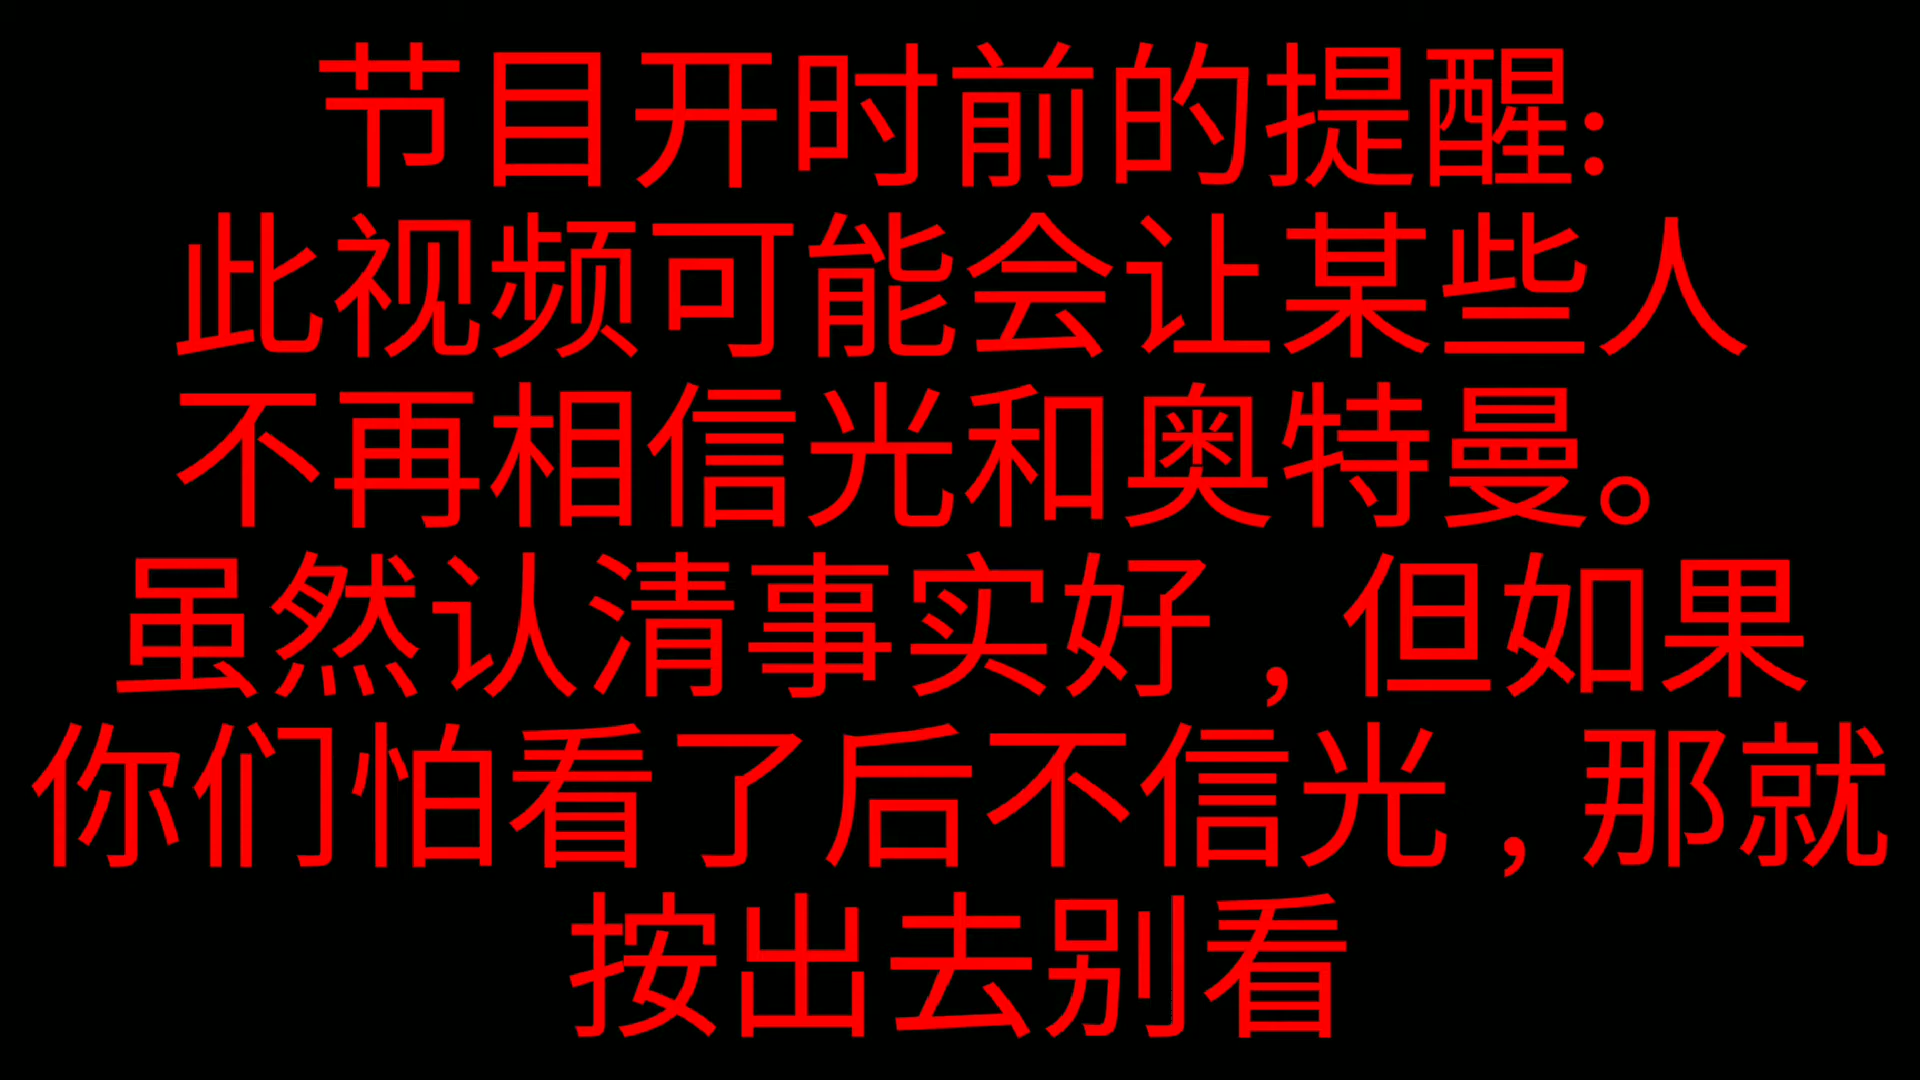 节目开时前的提醒:
此视频可能会让某些人
不再相信光和奥特曼。
虽然认清事实好，但如果
你们怕看了后不信光，那就
按出去别看